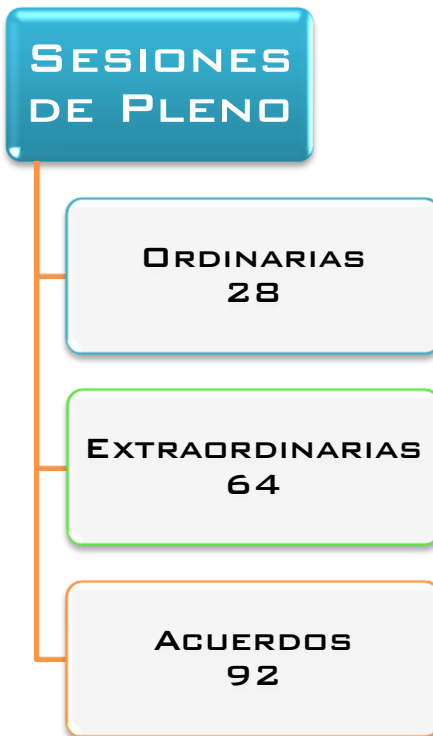 SESIONES
DE PLENO
ORDINARIAS
28
EXTRAORDINARIAS
64
ACUERDOS
92